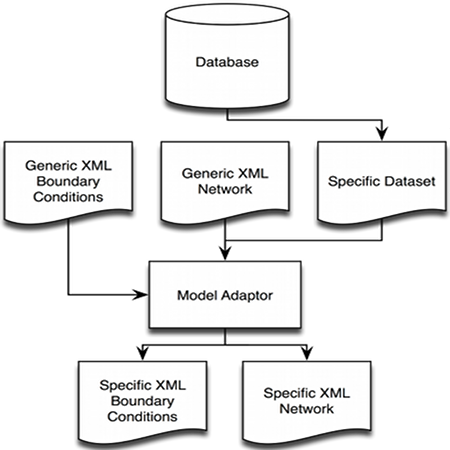 Database
Generic XML
Boundary
Conditions
Generic XML
Network
Specific Dataset
Model Adaptor
Specific XML
Boundary
Conditions
Specific XML
Network